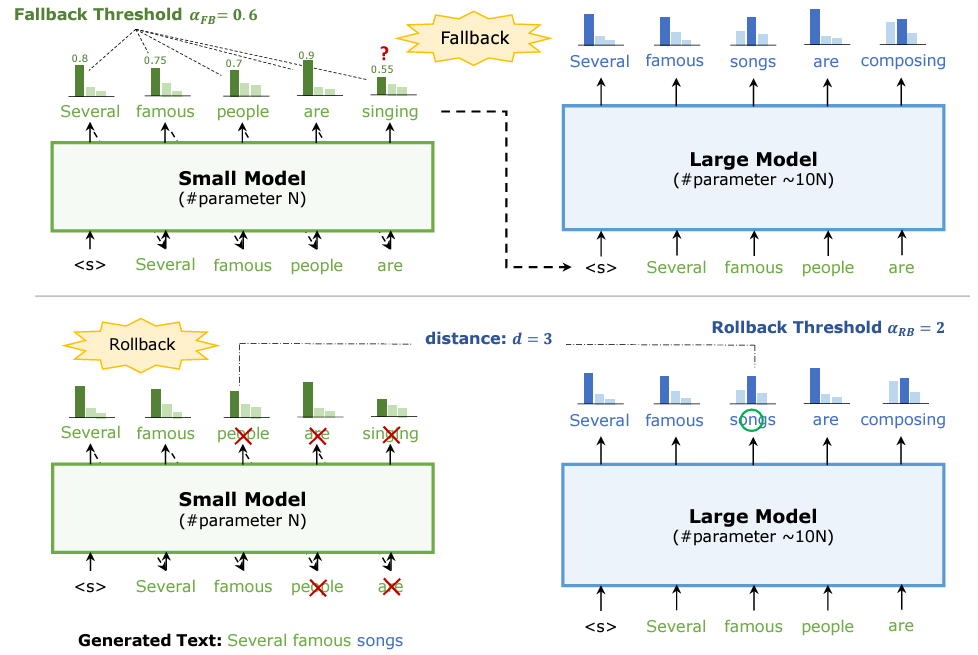 Fallback Threshold α_FB = 0.6
Fallback
0.8
0.75
0.7
0.9
?
0.55
Several famous people are singing
Several famous songs are composing
Small Model
(#parameter N)
Large Model
(#parameter ~10N)
<s> Several famous people are
<s> Several famous people are
Rollback
distance: d = 3
Rollback Threshold α_RB = 2
Several famous people are singing
Several famous songs are composing
Small Model
(#parameter N)
Large Model
(#parameter ~10N)
<s> Several famous people are
<s> Several famous people are
Generated Text: Several famous songs